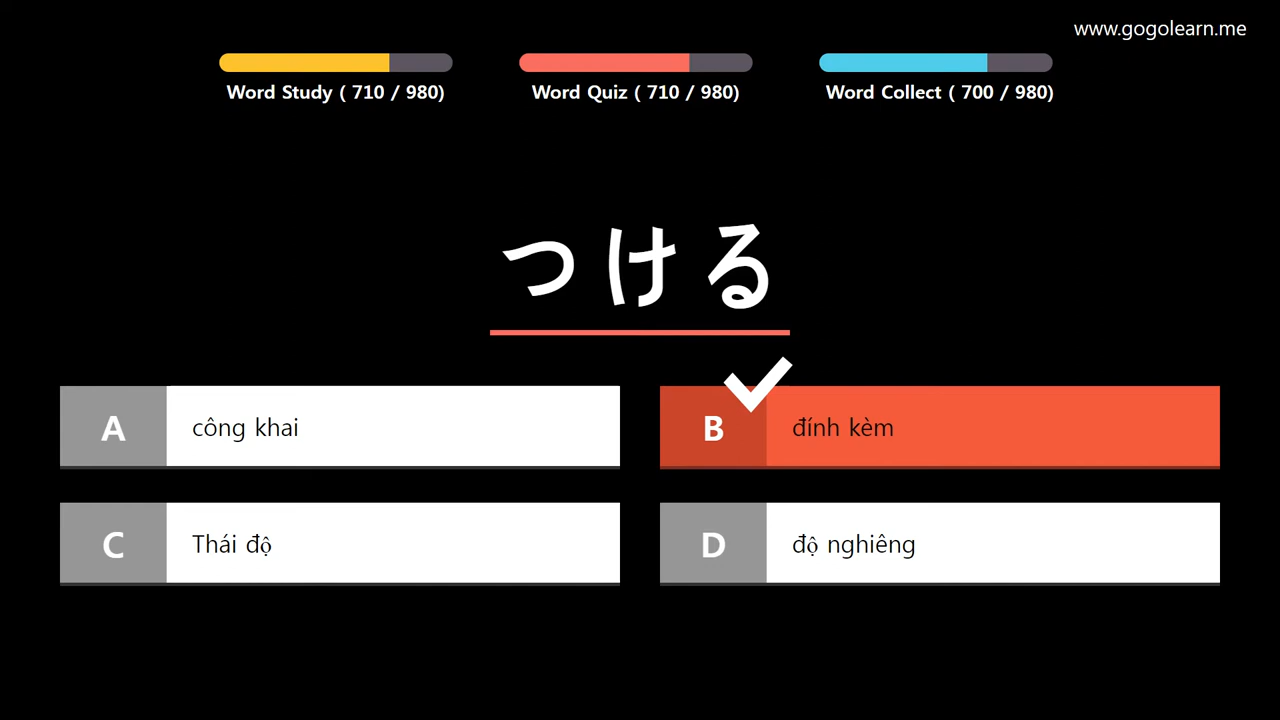 www.gogolearn.me
Word Study ( 710 / 980)
Word Quiz ( 710 / 980)
Word Collect ( 700 / 980)
つける
A công khai
B đính kèm
C Thái độ
D độ nghiêng